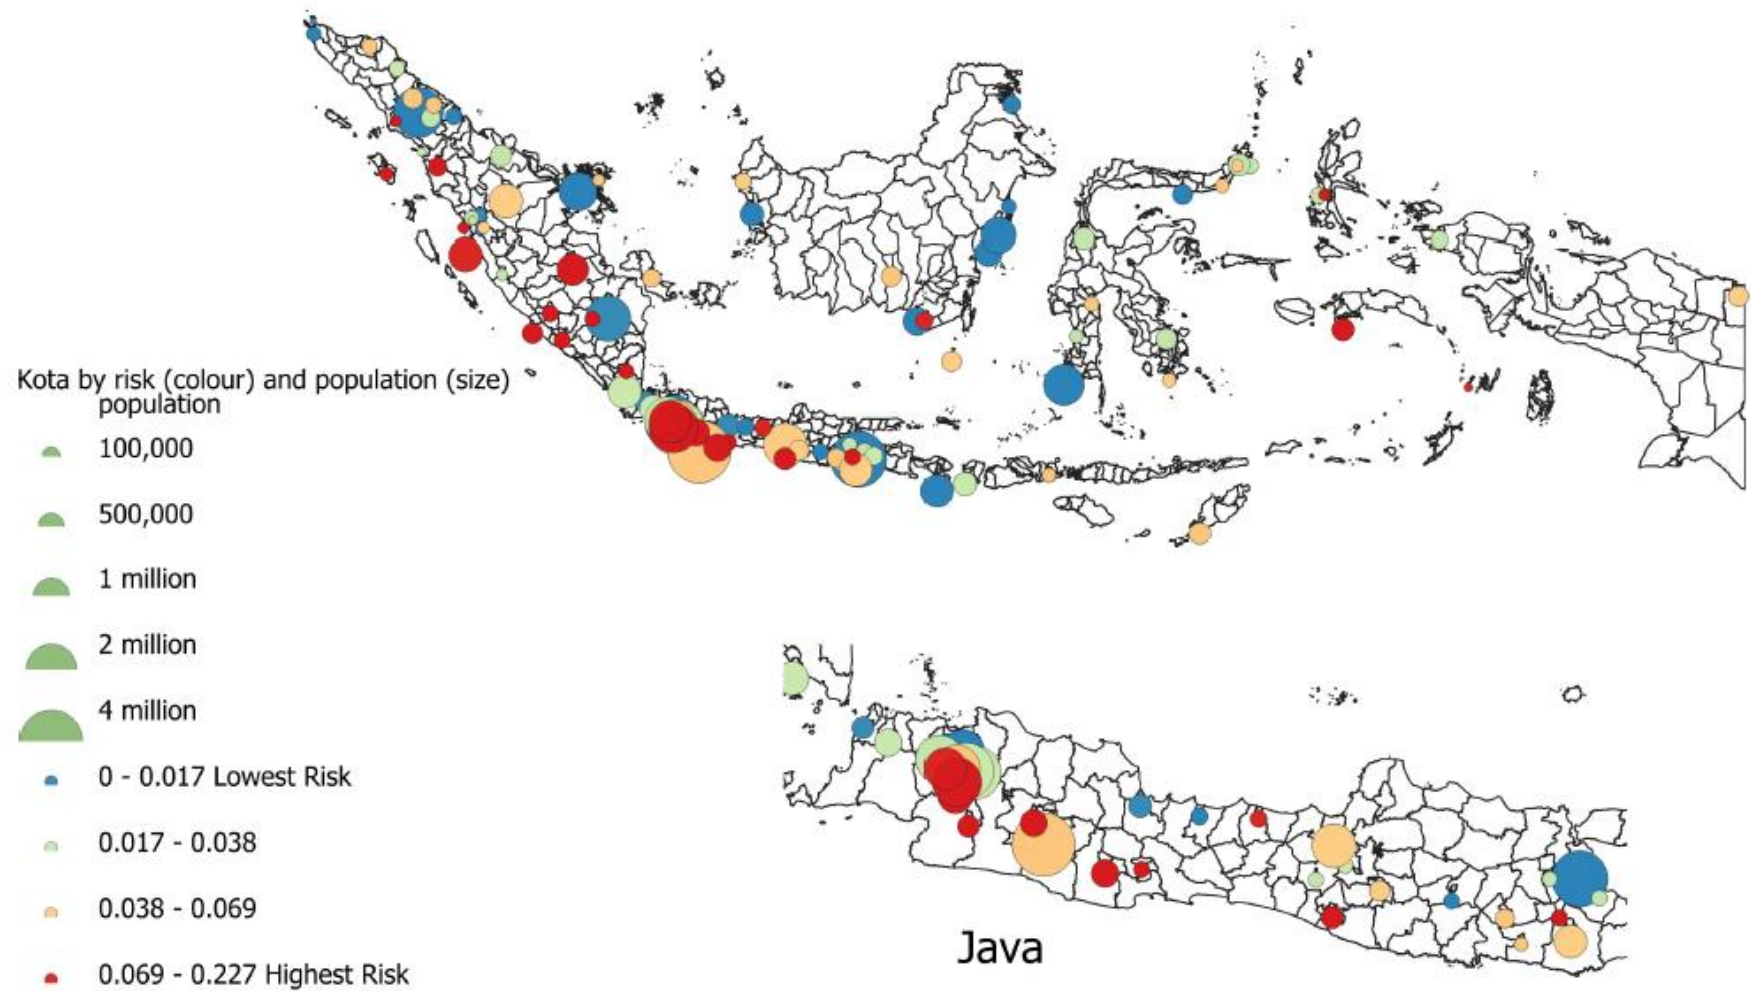 Kota by risk (colour) and population (size)
population
100,000
500,000
1 million
2 million
4 million
0 - 0.017 Lowest Risk
0.017 - 0.038
0.038 - 0.069
0.069 - 0.227 Highest Risk
Java